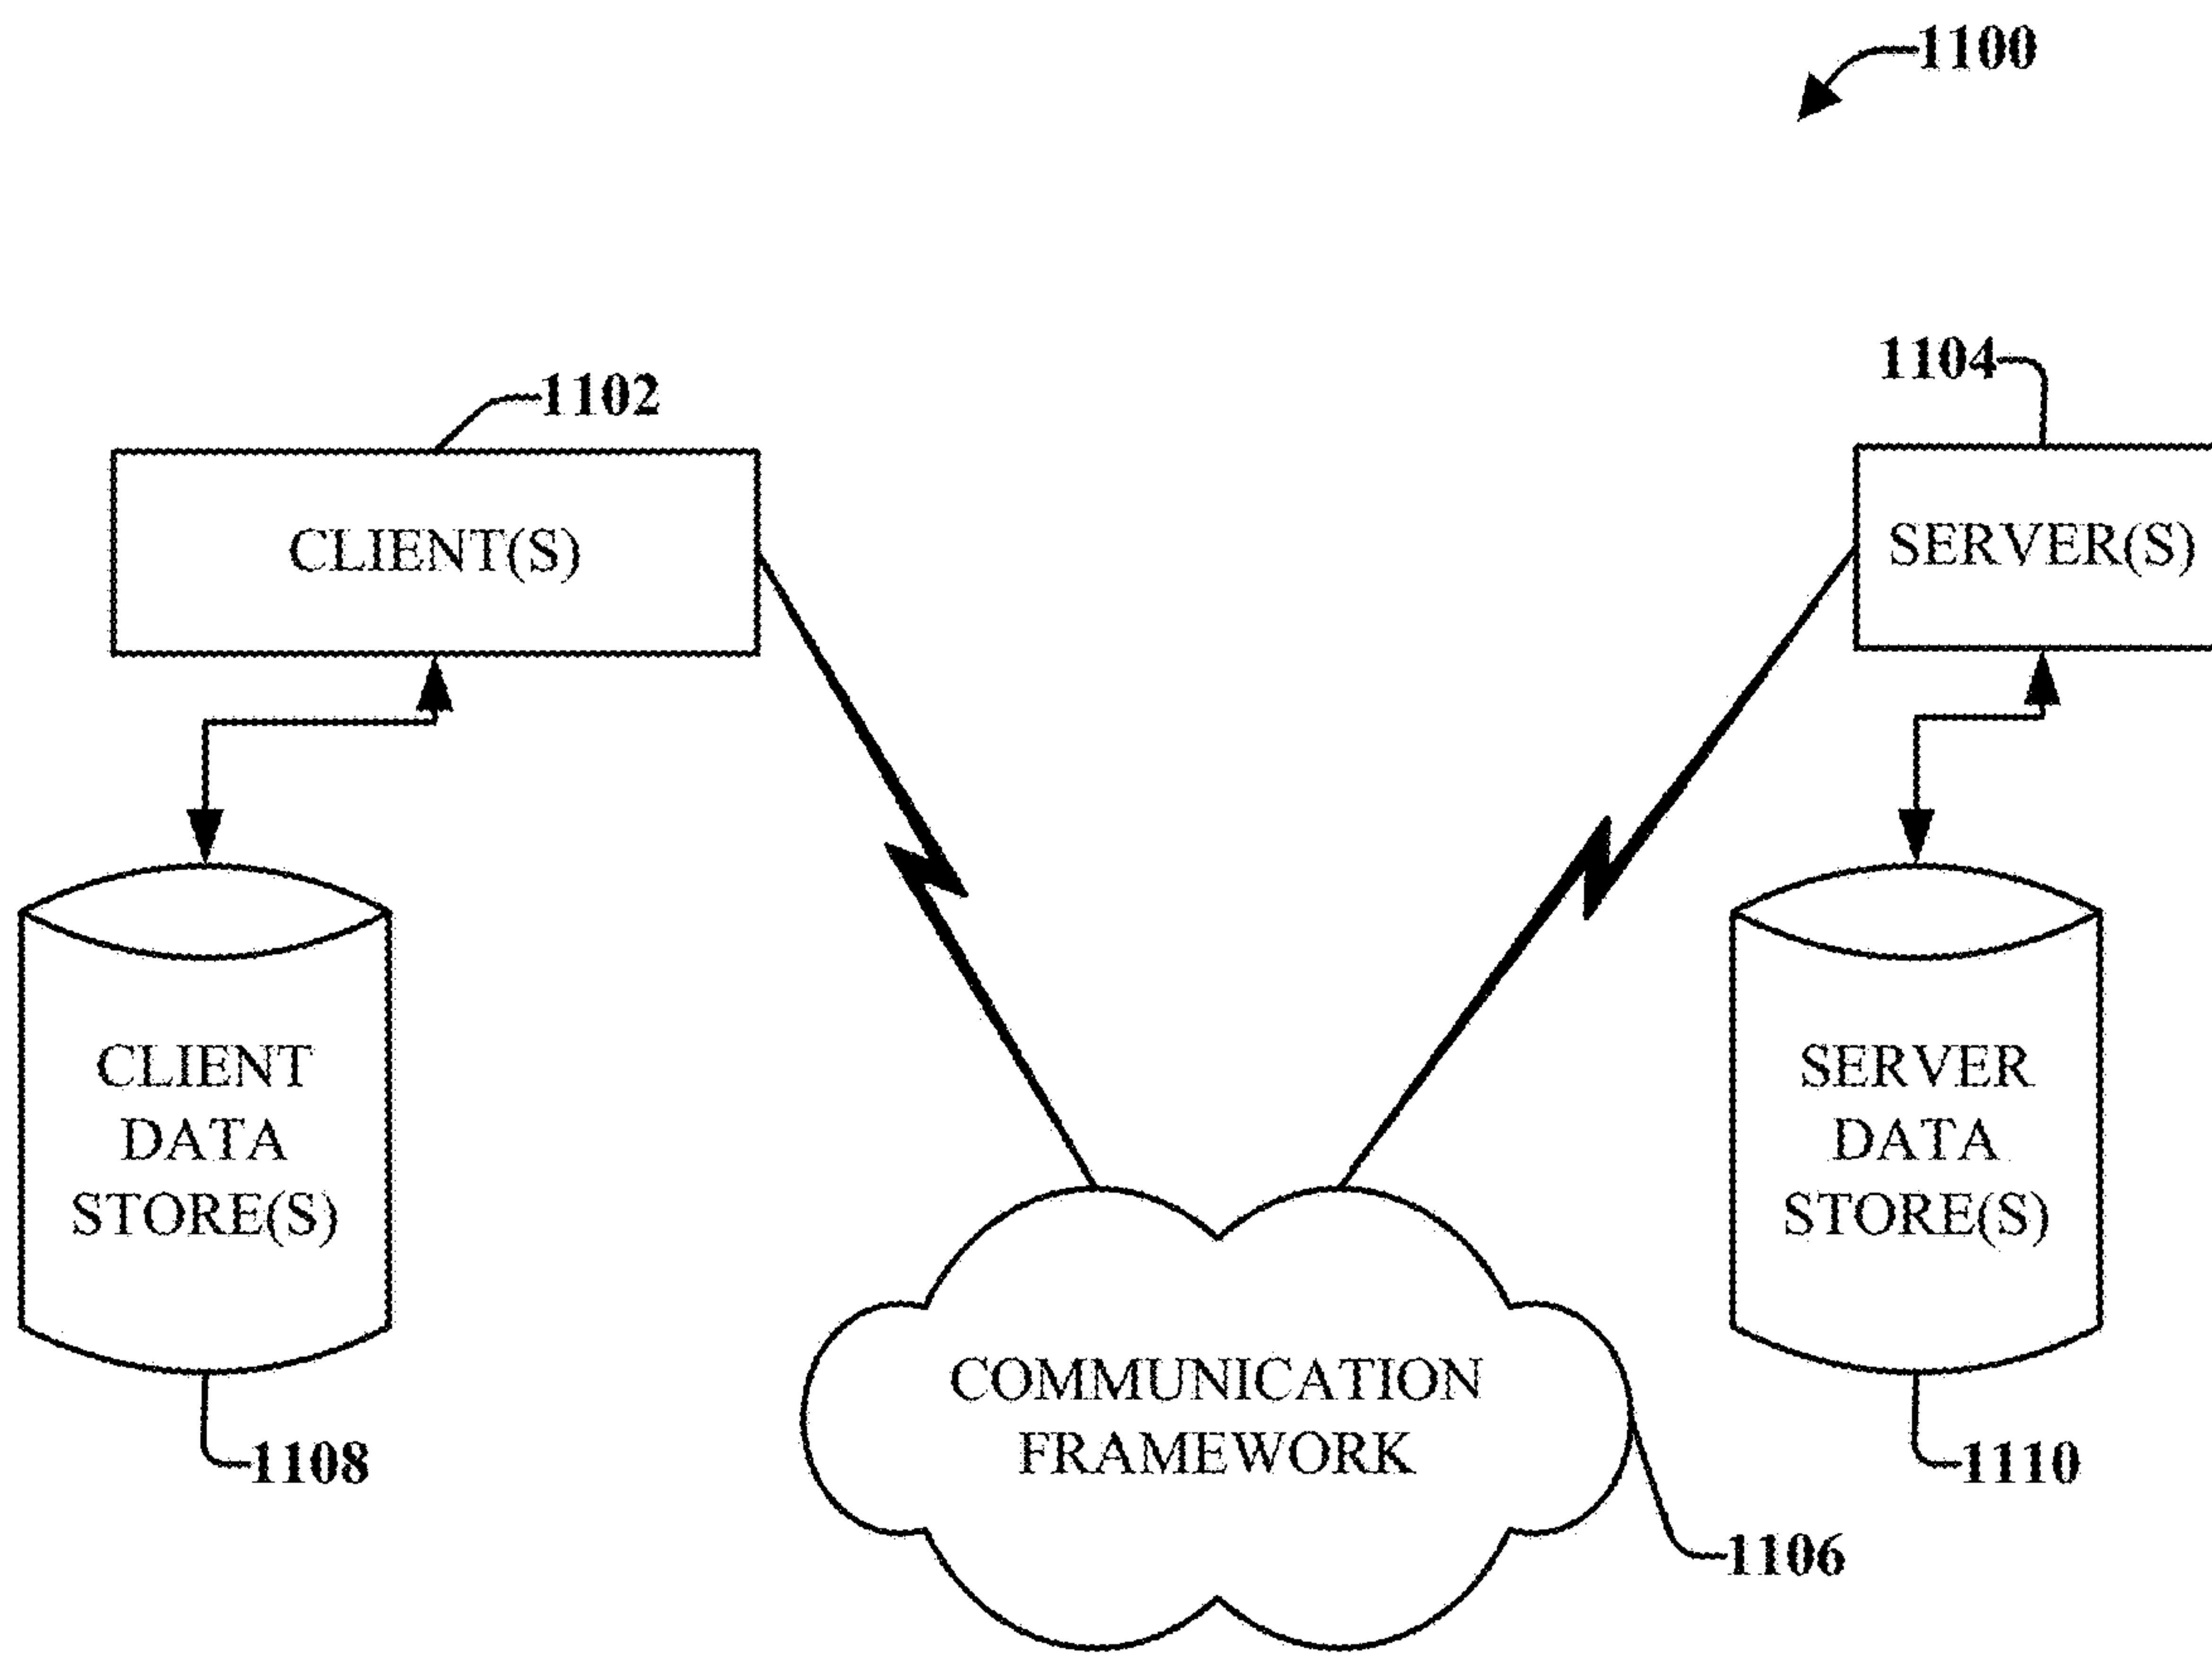 1100
1104
1102
CLIENT(S)
SERVER(S)
CLIENT
DATA
STORE(S)
SERVER
DATA
STORE(S)
COMMUNICATION
FRAMEWORK
1108
1110
1106